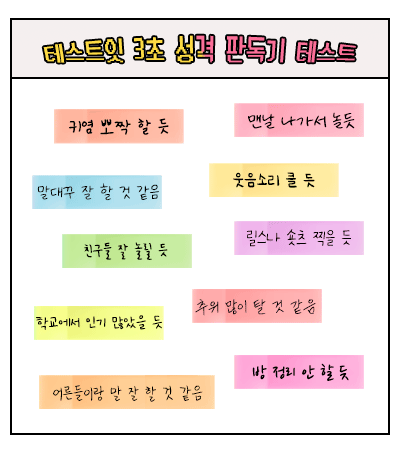 테스트잇 3초 성격 판독기 테스트
귀염 뽀짝 할 듯
맨날 나가서 놀듯
말대꾸 잘 할 것 같음
웃음소리 클 듯
친구들 잘 놀릴 듯
릴스나 숏츠 찍을 듯
학교에서 인기 많았을 듯
추위 많이 탈 것 같음
어른들이랑 말 잘 할 것 같음
방 정리 안 할 듯